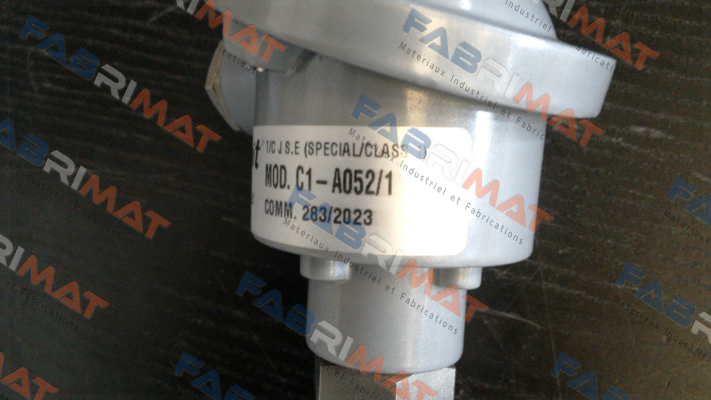 T/C J S.E (SPECIAL/CLASS
MOD. C1-A052/1
COMM. 283/2023
FABRIMAT
Materiaux Industriel et Fabrications